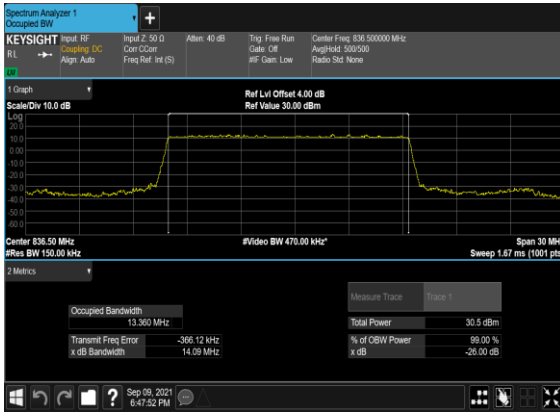 Spectrum Analyzer 1
Occupied BW
+
KEYSIGHT
RL
Input: RF
Coupling: DC
Align: Auto
Input Z: 50 Ω
Corr CCorr
Freq Ref: Int (S)
Atten: 40 dB
Trig: Free Run
Gate: Off
#IF Gain: Low
Center Freq: 836.500000 MHz
Avg|Hold: 500/500
Radio Std: None
1 Graph
Scale/Div 10.0 dB
Ref Lvl Offset 4.00 dB
Ref Value 30.00 dBm
Log
20.0
10.0
0.00
-10.0
-20.0
-30.0
-40.0
-50.0
-60.0
Center 836.50 MHz
#Res BW 150.00 kHz
#Video BW 470.00 kHz*
Span 30 MH
Sweep 1.67 ms (1001 pts
2 Metrics
Measure Trace
Trace 1
Occupied Bandwidth
13.360 MHz
Total Power
30.5 dBm
Transmit Freq Error
-366.12 kHz
% of OBW Power
99.00 %
x dB Bandwidth
14.09 MHz
x dB
-26.00 dB
?
Sep 09, 2021
6:47:52 PM